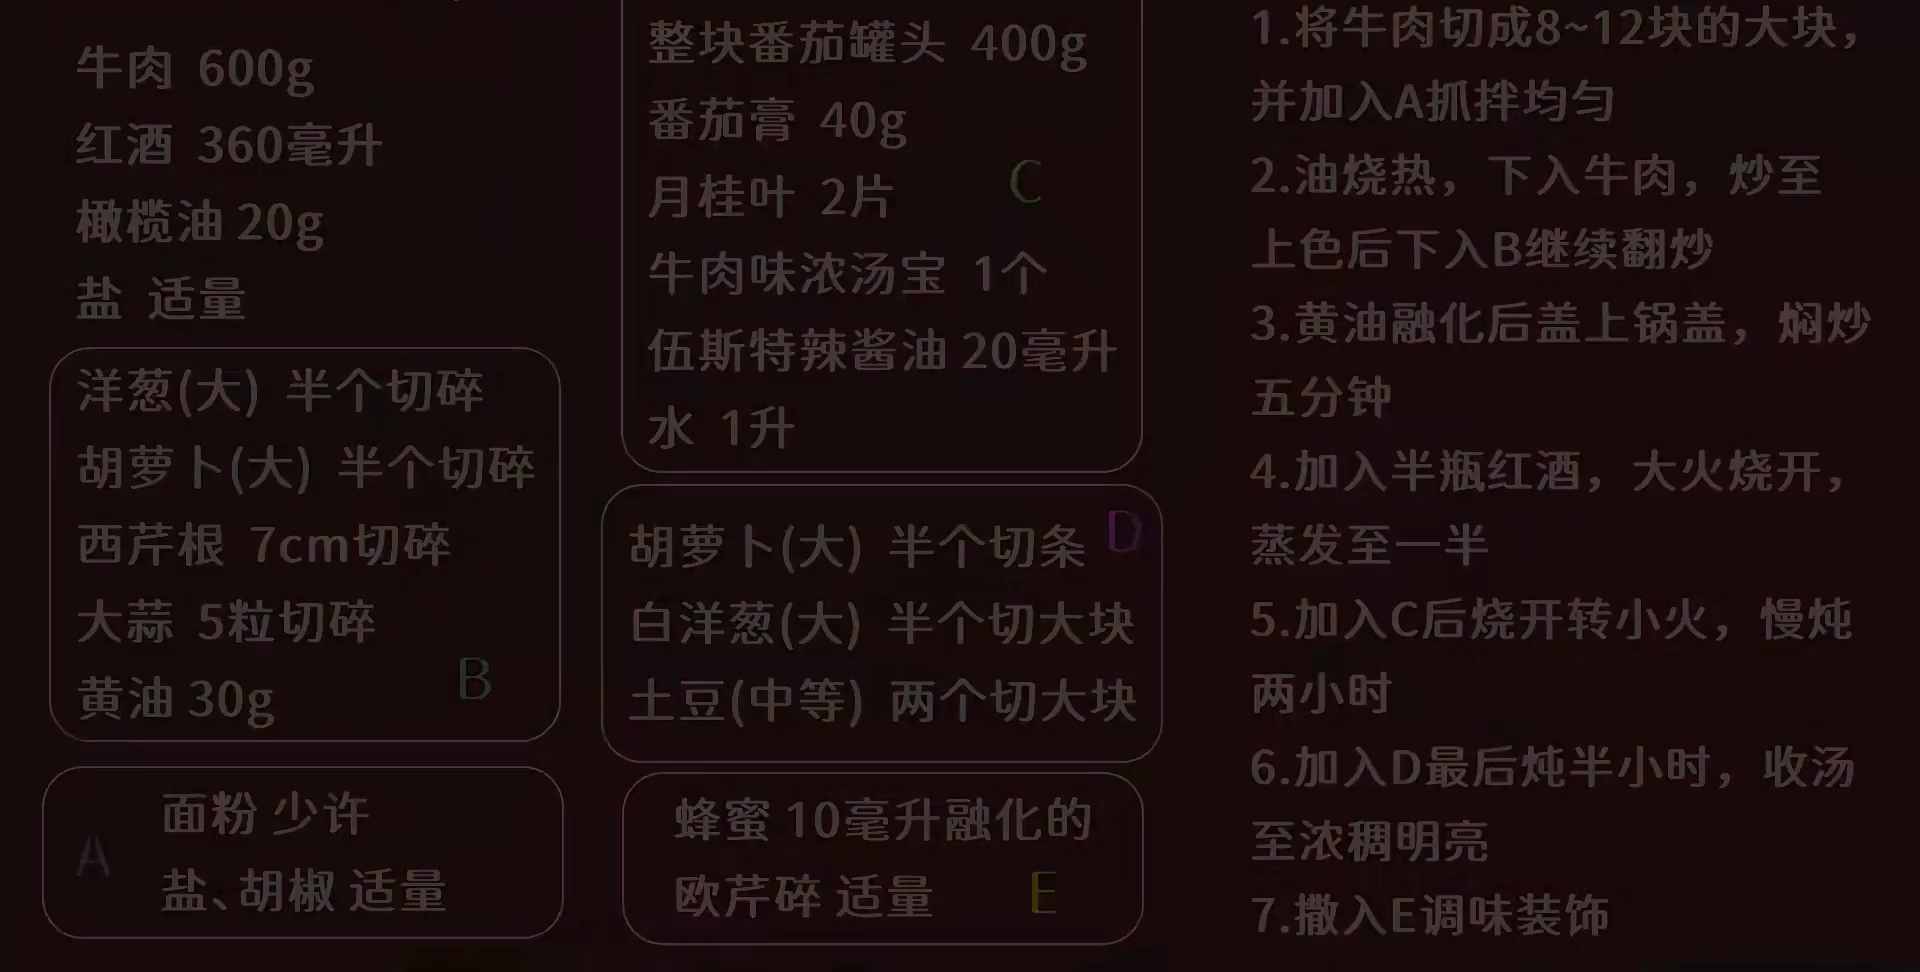 牛肉 600g
红酒 360毫升
橄榄油 20g
盐 适量
洋葱(大) 半个切碎
胡萝卜(大) 半个切碎
西芹根 7cm切碎
大蒜 5粒切碎
黄油 30g
B
A
面粉 少许
盐、胡椒 适量
整块番茄罐头 400g
番茄膏 40g
月桂叶 2片
C
牛肉味浓汤宝 1个
伍斯特辣酱油 20毫升
水 1升
胡萝卜(大) 半个切条
D
白洋葱(大) 半个切大块
土豆(中等) 两个切大块
蜂蜜 10毫升融化的
欧芹碎 适量
E
1.将牛肉切成8~12块的大块，
并加入A抓拌均匀
2.油烧热，下入牛肉，炒至
上色后下入B继续翻炒
3.黄油融化后盖上锅盖，焖炒
五分钟
4.加入半瓶红酒，大火烧开，
蒸发至一半
5.加入C后烧开转小火，慢炖
两小时
6.加入D最后炖半小时，收汤
至浓稠明亮
7.撒入E调味装饰